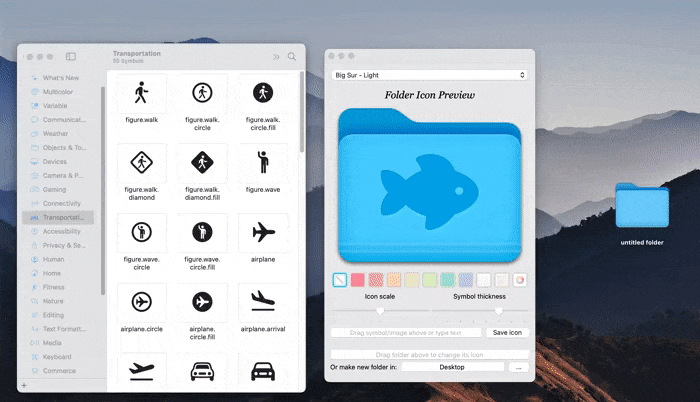 Transportation
55 Symbols
What's New
Multicolor
Variable
Communicat...
Weather
Objects & To...
Devices
Camera & P...
Gaming
Connectivity
Transportati...
Accessibility
Privacy & Se...
Human
Home
Fitness
Nature
Editing
Text Formatt...
Media
Keyboard
Commerce
figure.walk
figure.walk.
circle
figure.walk.
circle.fill
figure.walk.
diamond
figure.walk.
diamond.fill
figure.wave
figure.wave.
circle
figure.wave.
circle.fill
airplane
airplane.circle
airplane.
circle.fill
airplane.arrival
Big Sur - Light
Folder Icon Preview
Icon scale
Symbol thickness
Drag symbol/image above or type text
Save icon
Drag folder above to change its icon
Or make new folder in:
Desktop
...
untitled folder